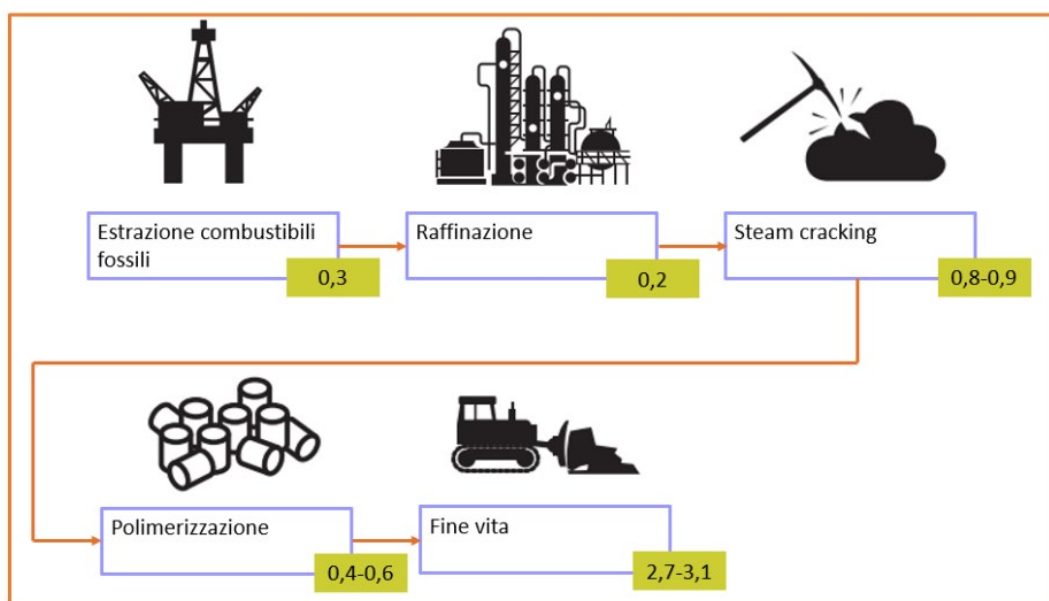 Estrazione combustibili
fossili
0,3
Raffinazione
0,2
Steam cracking
0,8-0,9
Polimerizzazione
0,4-0,6
Fine vita
2,7-3,1